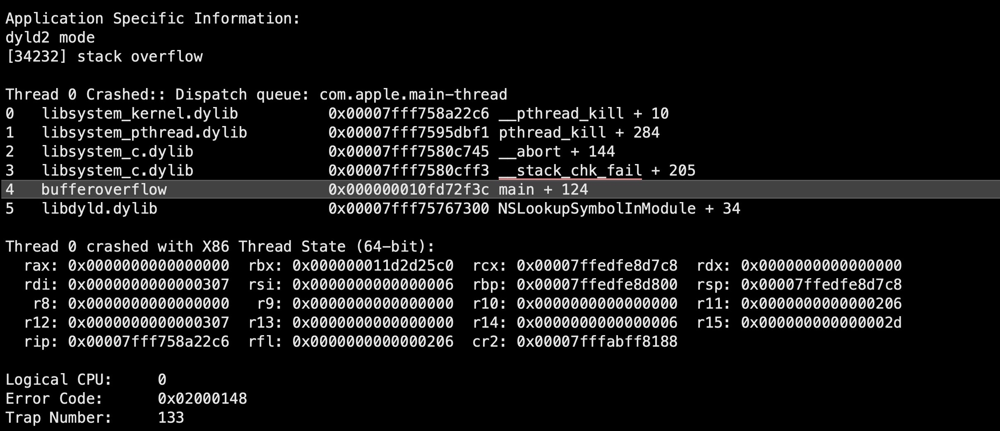 Application Specific Information:
dyld2 mode
[34232] stack overflow
Thread 0 Crashed:: Dispatch queue: com.apple.main-thread
0   libsystem_kernel.dylib          0x00007fff758a22c6 __pthread_kill + 10
1   libsystem_pthread.dylib         0x00007fff7595dbf1 pthread_kill + 284
2   libsystem_c.dylib               0x00007fff7580c745 __abort + 144
3   libsystem_c.dylib               0x00007fff7580cff3 __stack_chk_fail + 205
4   bufferoverflow                  0x000000010fd72f3c main + 124
5   libdyld.dylib                   0x00007fff75767300 NSLookupSymbolInModule + 34
Thread 0 crashed with X86 Thread State (64-bit):
  rax: 0x0000000000000000  rbx: 0x000000011d2d25c0  rcx: 0x00007ffedfe8d7c8  rdx: 0x0000000000000000
  rdi: 0x0000000000000307  rsi: 0x0000000000000006  rbp: 0x00007ffedfe8d800  rsp: 0x00007ffedfe8d7c8
   r8: 0x0000000000000000   r9: 0x0000000000000000  r10: 0x0000000000000000  r11: 0x0000000000000206
  r12: 0x0000000000000307  r13: 0x0000000000000000  r14: 0x0000000000000006  r15: 0x000000000000002d
  rip: 0x00007fff758a22c6  rfl: 0x0000000000000206  cr2: 0x00007fffabff8188
Logical CPU:     0
Error Code:      0x02000148
Trap Number:     133